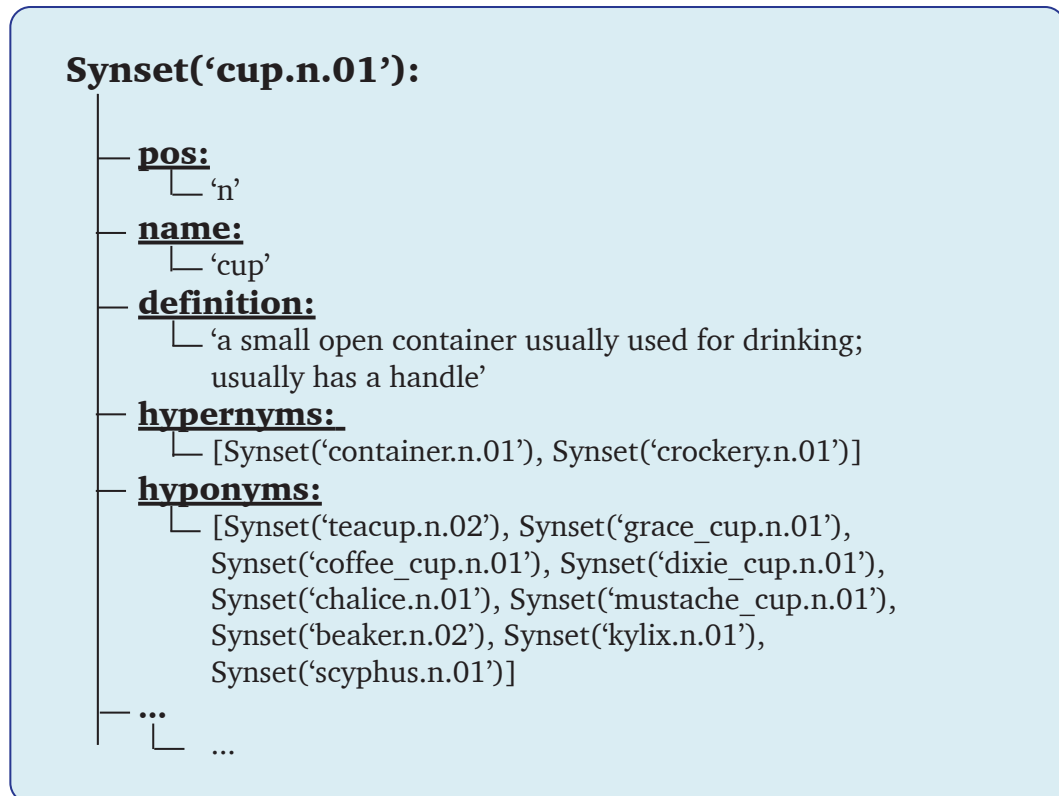 Synset(‘cup.n.01’):
pos:
‘n’
name:
‘cup’
definition:
‘a small open container usually used for drinking;
usually has a handle’
hypernyms:
[Synset(‘container.n.01’), Synset(‘crockery.n.01’)]
hyponyms:
[Synset(‘teacup.n.02’), Synset(‘grace_cup.n.01’),
Synset(‘coffee_cup.n.01’), Synset(‘dixie_cup.n.01’),
Synset(‘chalice.n.01’), Synset(‘mustache_cup.n.01’),
Synset(‘beaker.n.02’), Synset(‘kylix.n.01’),
Synset(‘scyphus.n.01’)]
...
...